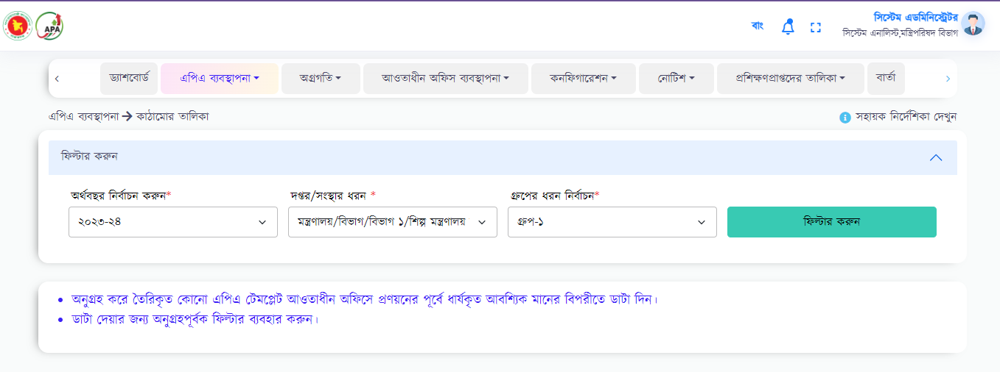 APA
বাং
সিস্টেম এডমিনিস্ট্রেটর
সিস্টেম এনালিস্ট,মন্ত্রিপরিষদ বিভাগ
ড্যাশবোর্ড এপিএ ব্যবস্থাপনা অগ্রগতি আওতাধীন অফিস ব্যবস্থাপনা কনফিগারেশন নোটিশ প্রশিক্ষণপ্রাপ্তদের তালিকা বার্তা
এপিএ ব্যবস্থাপনা → কাঠামোর তালিকা সহায়ক নির্দেশিকা দেখুন
ফিল্টার করুন
অর্থবছর নির্বাচন করুন* দপ্তর/সংস্থার ধরন * গ্রুপের ধরন নির্বাচন*
২০২৩-২৪ মন্ত্রণালয়/বিভাগ/বিভাগ ১/শিল্প মন্ত্রণালয় গ্রুপ-১ ফিল্টার করুন
• অনুগ্রহ করে তৈরিকৃত কোনো এপিএ টেমপ্লেট আওতাধীন অফিসে প্রণয়নের পূর্বে ধার্যকৃত আবশ্যিক মানের বিপরীতে ডাটা দিন।
• ডাটা দেয়ার জন্য অনুগ্রহপূর্বক ফিল্টার ব্যবহার করুন।